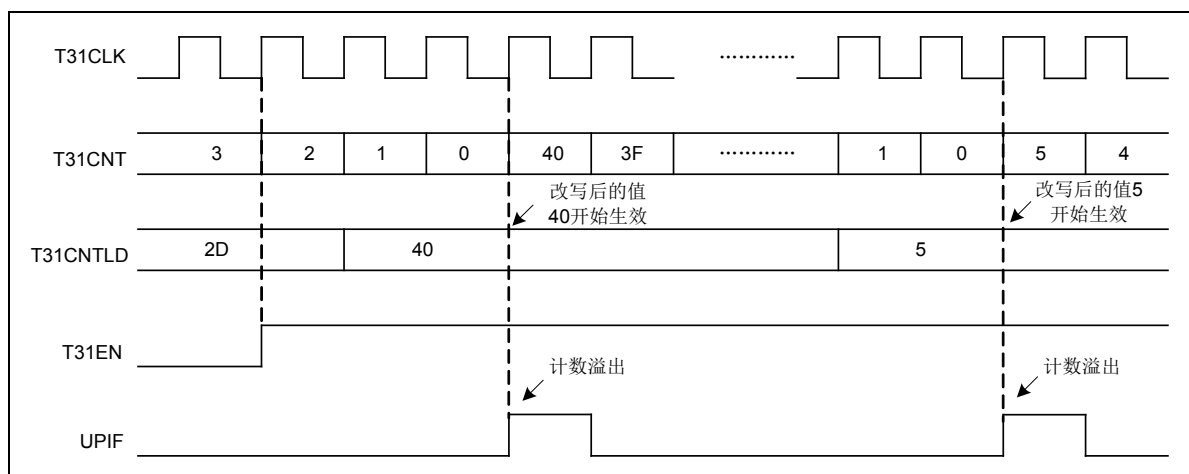 T31CLK
…………
T31CNT 3 2 1 0 40 3F ………… 1 0 5 4
改写后的值
40开始生效
改写后的值5
开始生效
T31CNTLD 2D 40 5
T31EN
计数溢出 计数溢出
UPIF